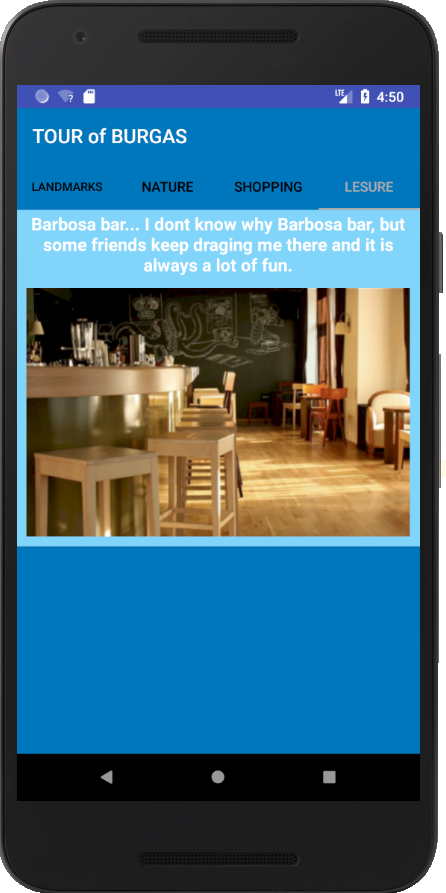 LTE 4:50
TOUR of BURGAS
LANDMARKS NATURE SHOPPING LESURE
Barbosa bar... I dont know why Barbosa bar, but
some friends keep draging me there and it is
always a lot of fun.